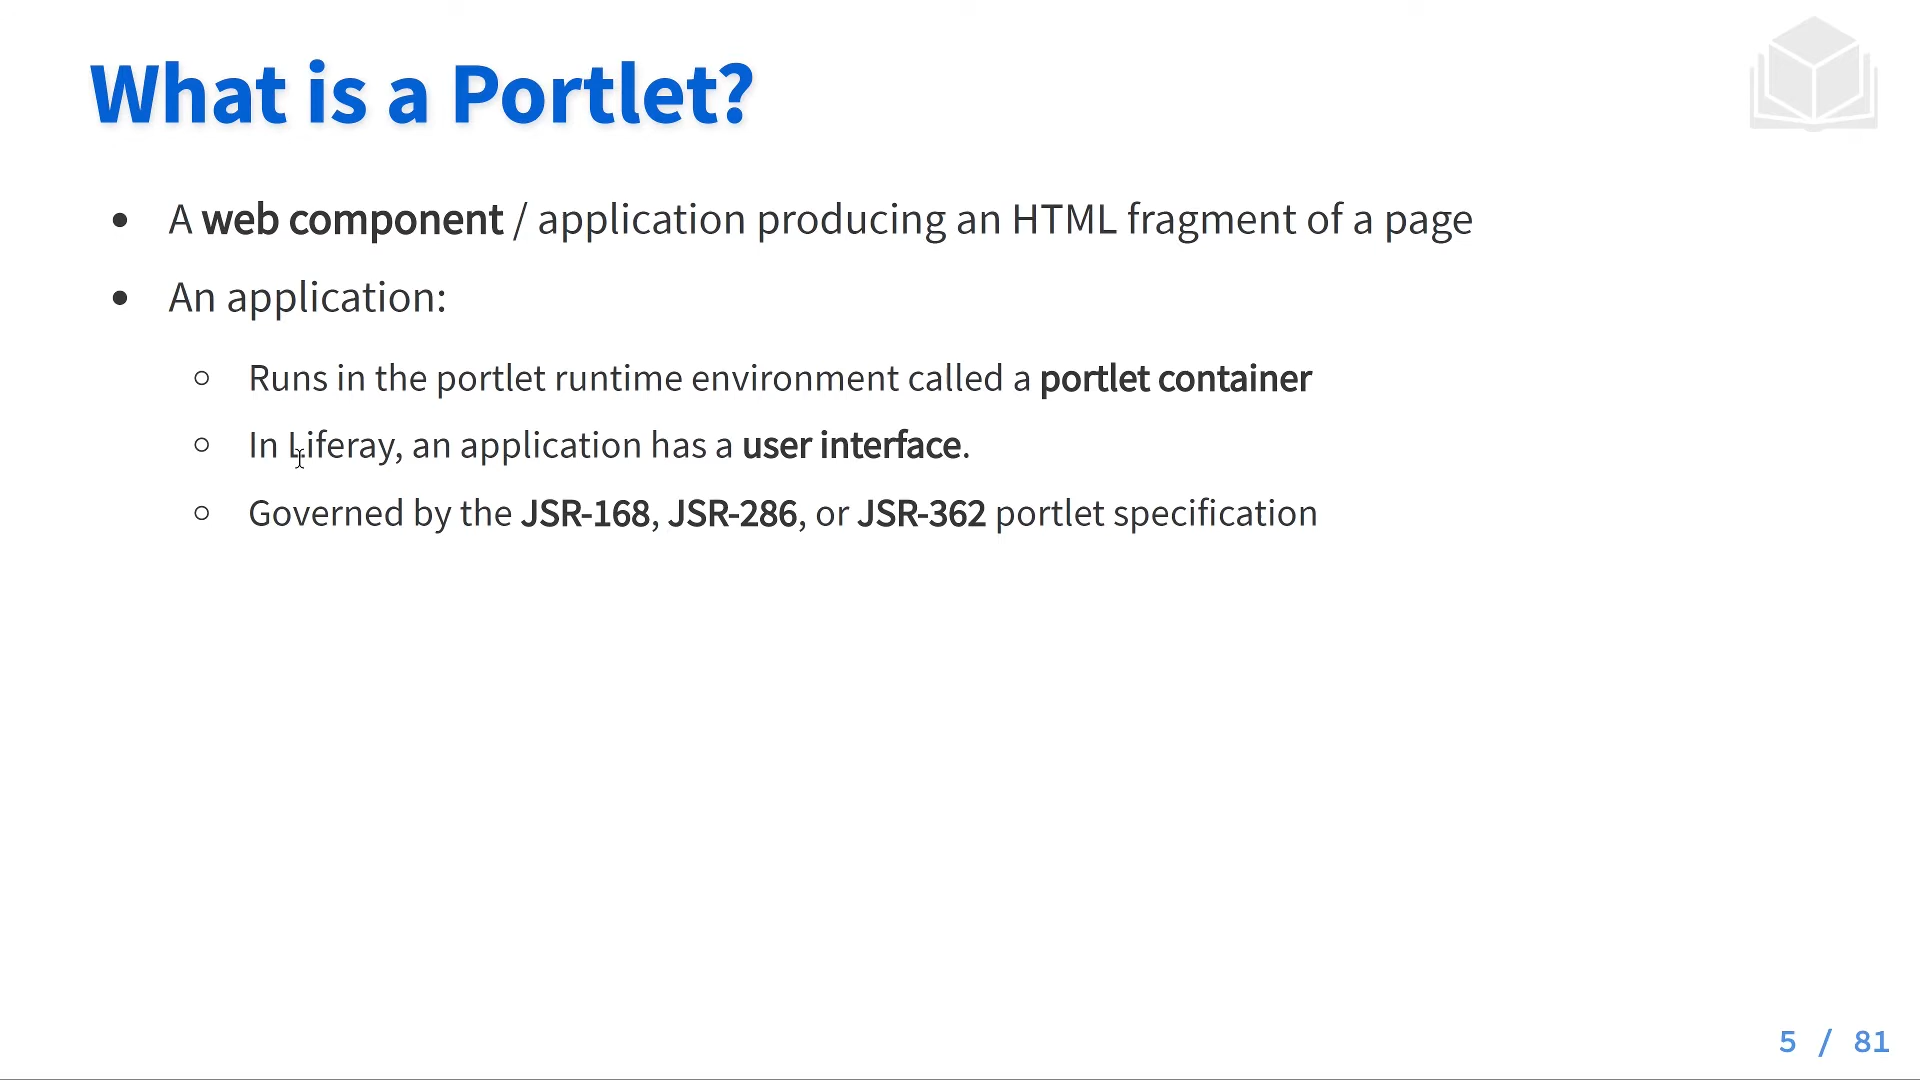 What is a Portlet?
• A web component / application producing an HTML fragment of a page
• An application:
○ Runs in the portlet runtime environment called a portlet container
○ In Liferay, an application has a user interface.
○ Governed by the JSR-168, JSR-286, or JSR-362 portlet specification
5 / 81